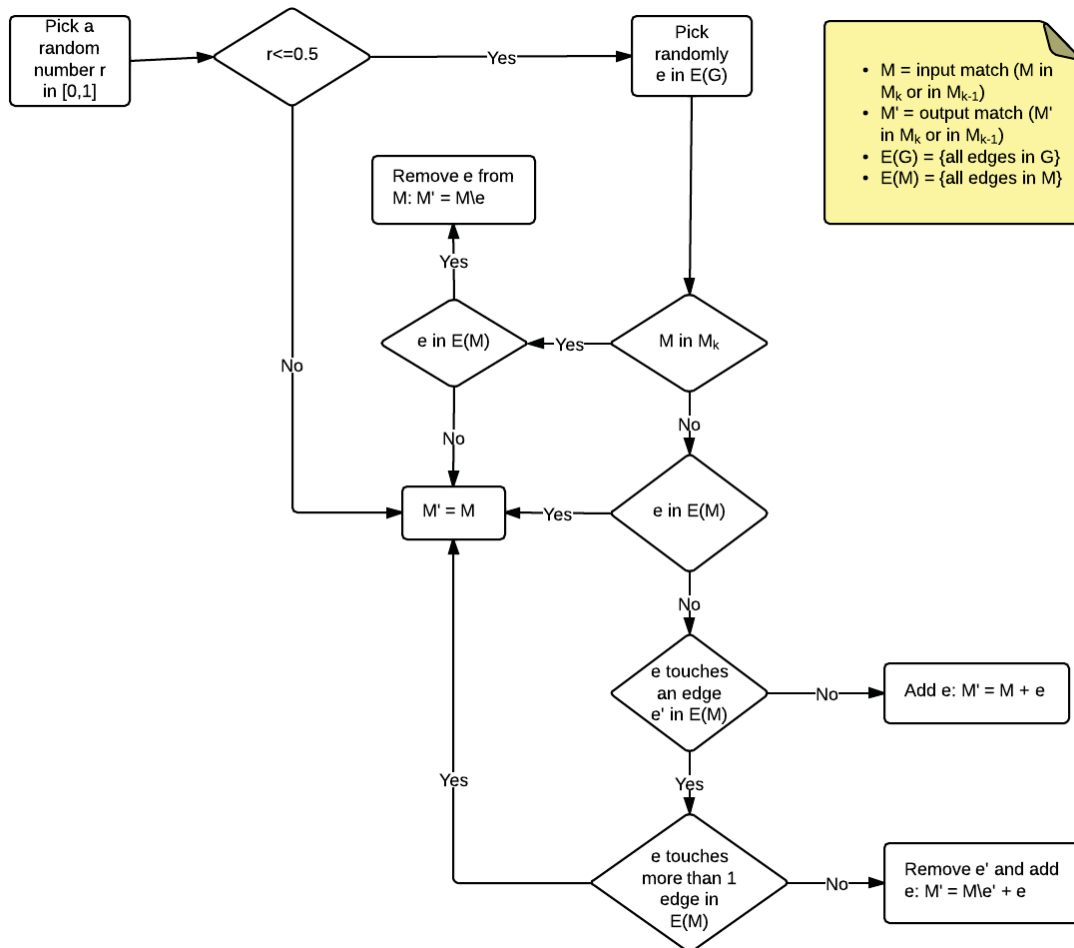 Pick a
random
number r
in [0,1]
r<=0.5
Yes
Pick
randomly
e in E(G)
• M = input match (M in
Mk or in Mk-1)
• M' = output match (M'
in Mk or in Mk-1)
• E(G) = {all edges in G}
• E(M) = {all edges in M}
Remove e from
M: M' = M\e
Yes
e in E(M)
Yes
M in Mk
No
No
No
M' = M
Yes
e in E(M)
No
e touches
an edge
e' in E(M)
No
Add e: M' = M + e
Yes
Yes
e touches
more than 1
edge in
E(M)
No
Remove e' and add
e: M' = M\e' + e